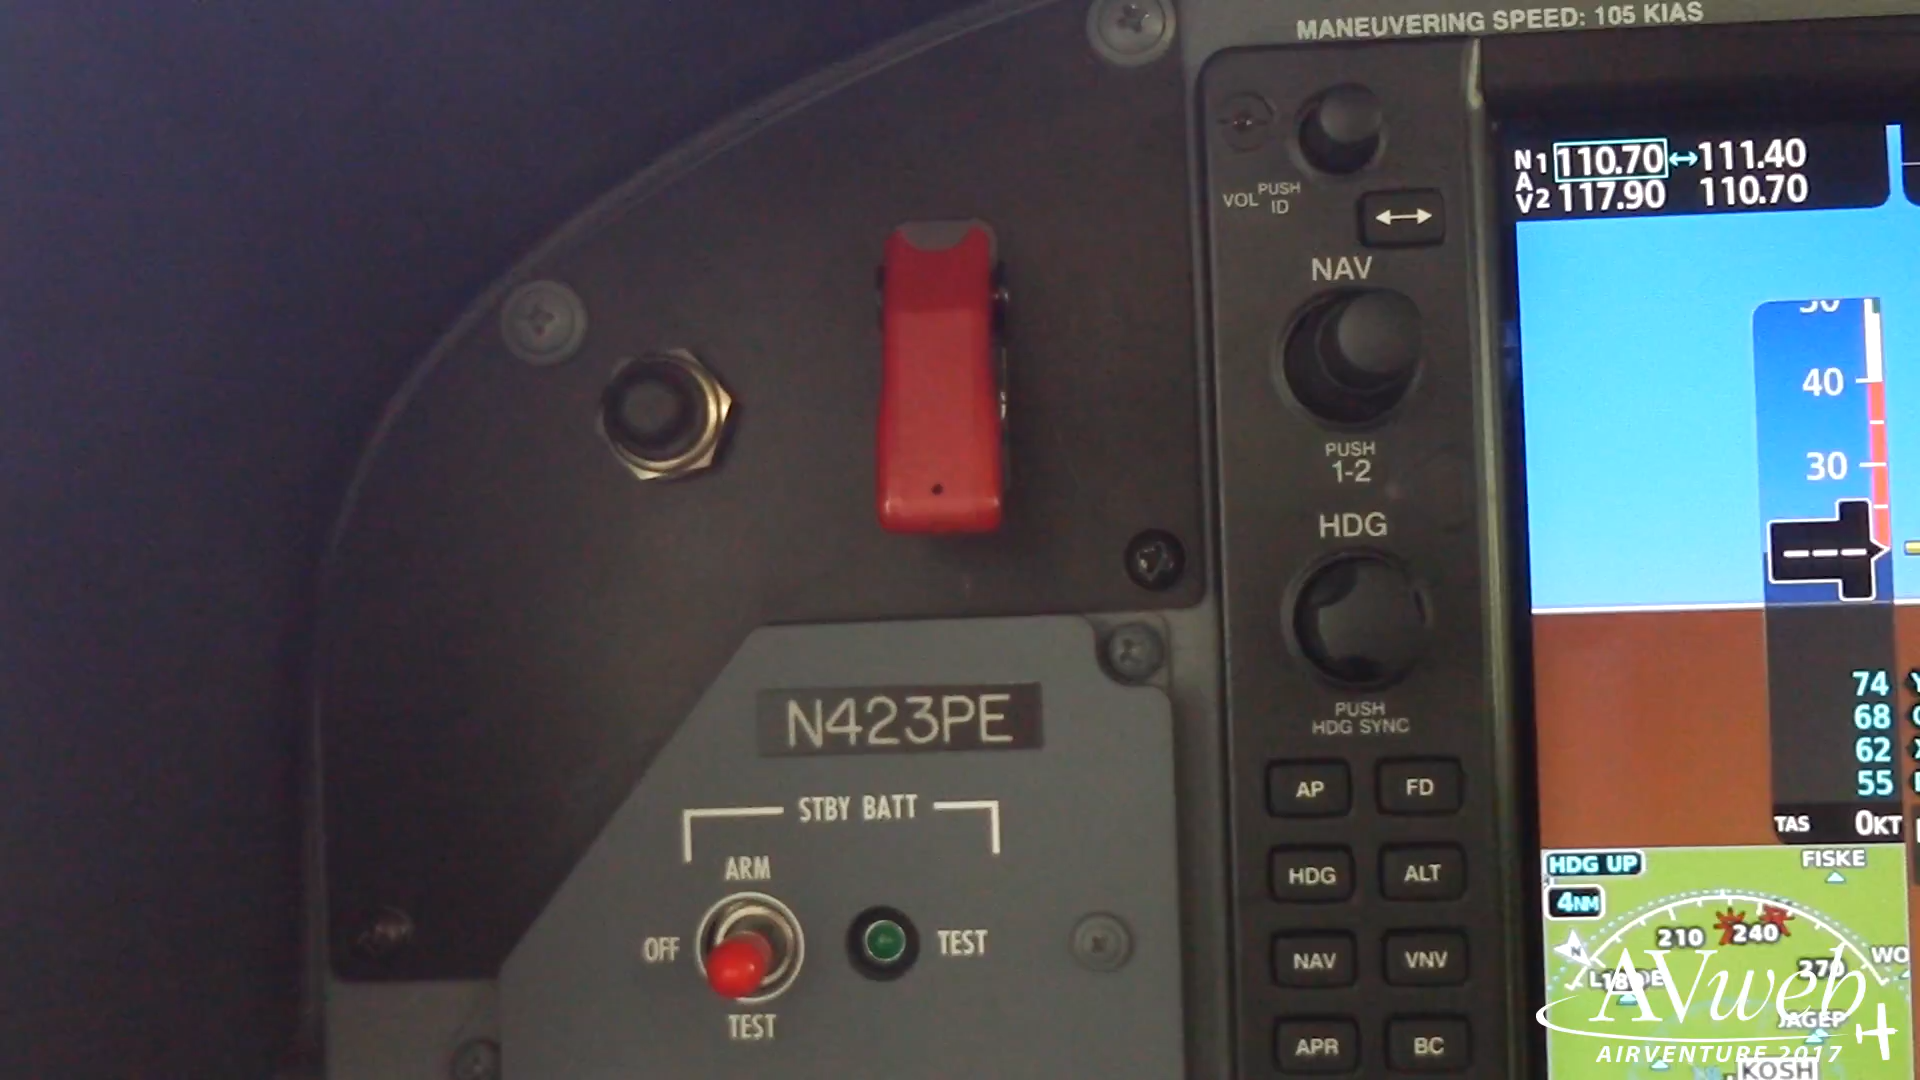 MANEUVERING SPEED: 105 KIAS
N1 110.70 ↔ 111.40
A
V2 117.90 110.70
VOL PUSH ID
NAV
PUSH
1-2
HDG
PUSH
HDG SYNC
40
30
---
74
68
62
55
TAS 0KT
N423PE
STBY BATT
ARM
OFF
TEST
TEST
AP FD
HDG ALT
NAV VNV
APR BC
HDG UP
FISKE
4NM
210 240
270
WO
N
JAGEP
KOSH
AVweb
AIRVENTURE 2017